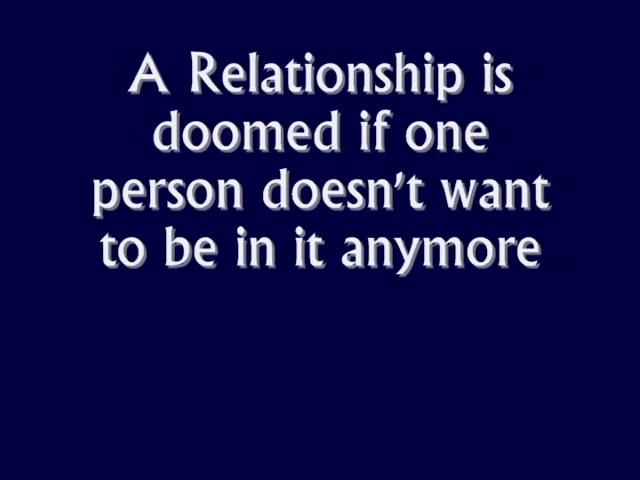 A Relationship is
doomed if one
person doesn't want
to be in it anymore